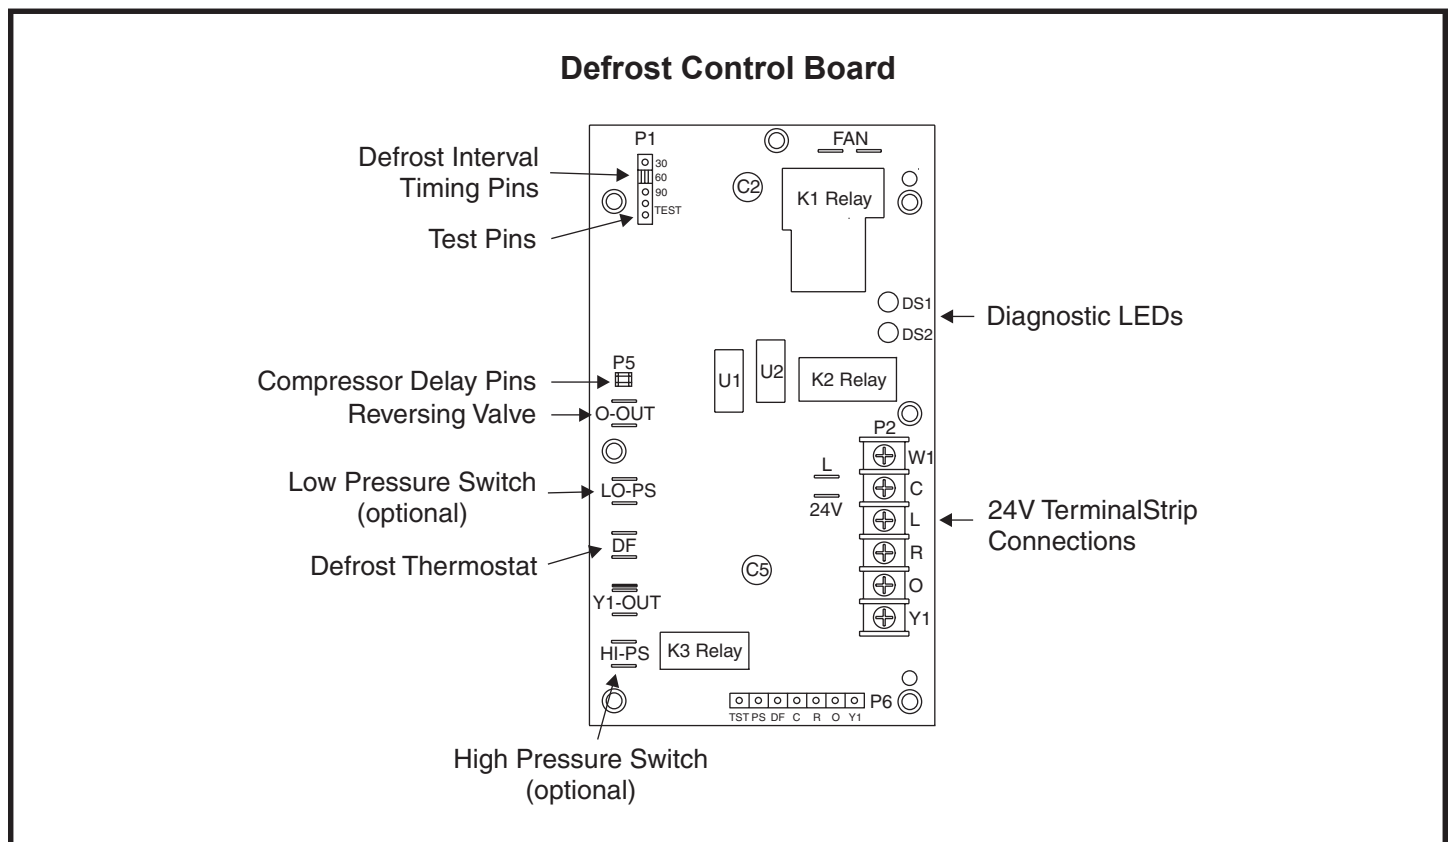 Defrost Control Board
P1
FAN
Defrost Interval
Timing Pins
30
60
90
TEST
C2
K1 Relay
Test Pins
DS1
DS2
Diagnostic LEDs
P5
U1
U2
K2 Relay
Compressor Delay Pins
Reversing Valve
O-OUT
P2
W1
C
L
R
O
Y1
L
24V
Low Pressure Switch
(optional)
LO-PS
24V TerminalStrip
Connections
DF
Defrost Thermostat
C5
Y1-OUT
HI-PS
K3 Relay
P6
TST PS DF C R O Y1
High Pressure Switch
(optional)